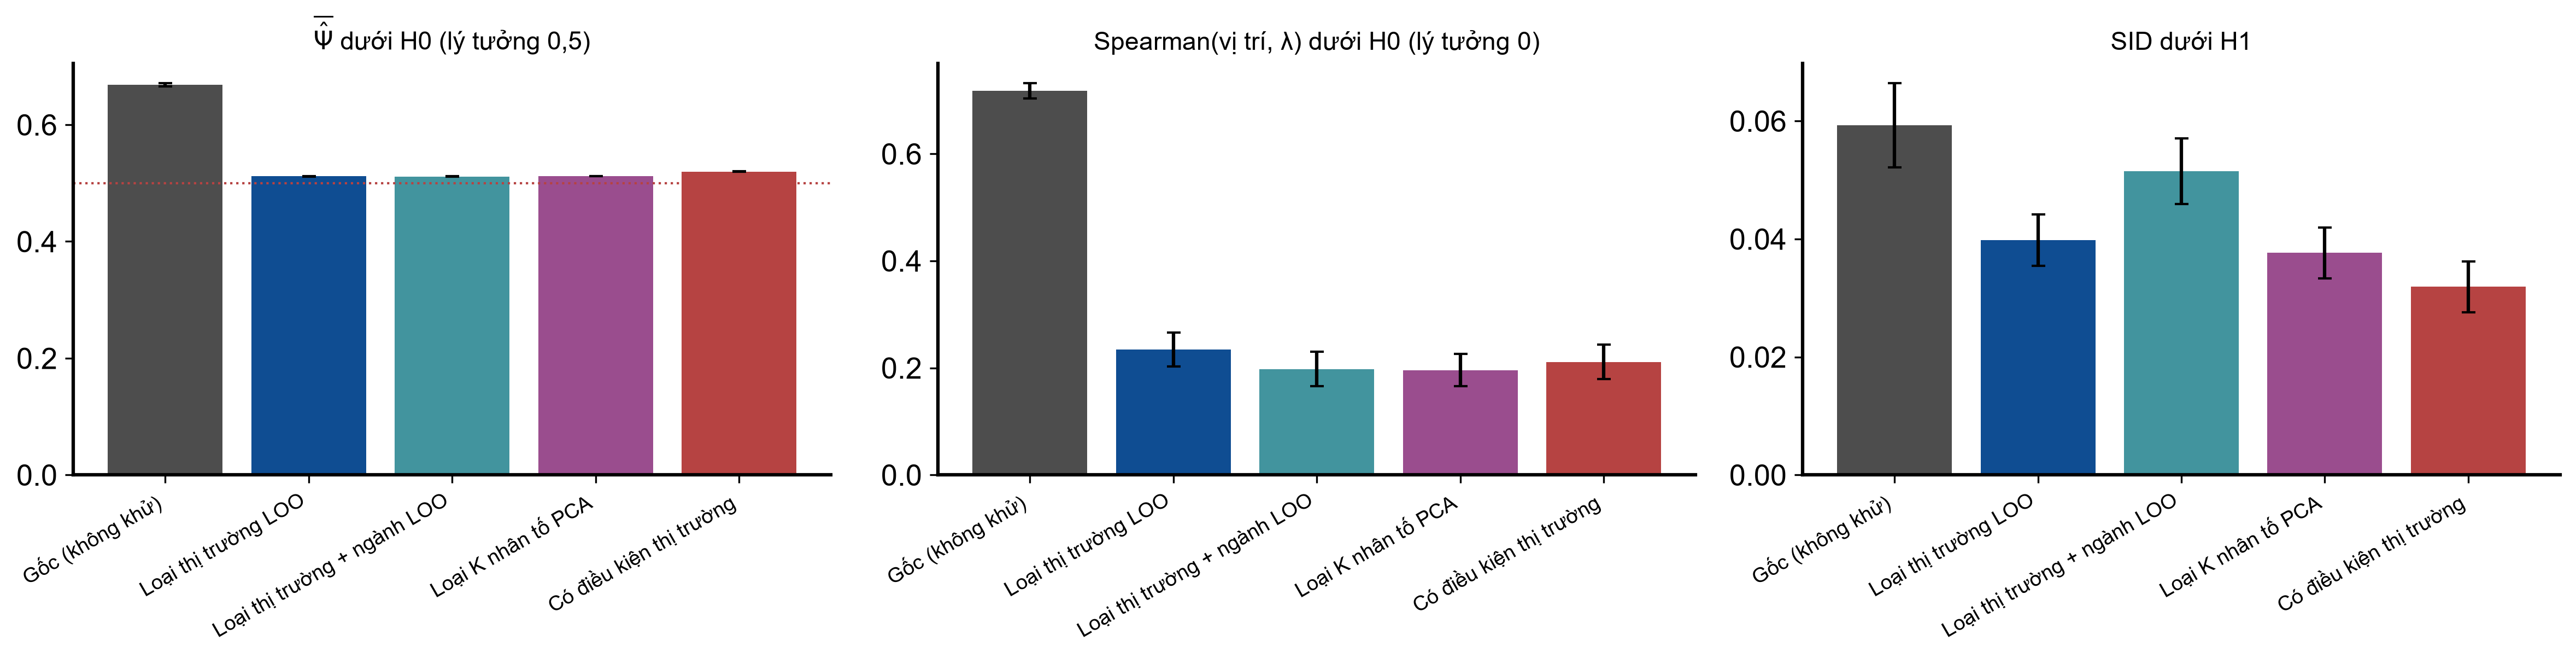 Ψ̂̅ dưới H0 (lý tưởng 0,5)
0.6
0.4
0.2
0.0
Gốc (không khử)
Loại thị trường LOO
Loại thị trường + ngành LOO
Loại K nhân tố PCA
Có điều kiện thị trường
Spearman(vị trí, λ) dưới H0 (lý tưởng 0)
0.6
0.4
0.2
0.0
Gốc (không khử)
Loại thị trường LOO
Loại thị trường + ngành LOO
Loại K nhân tố PCA
Có điều kiện thị trường
SID dưới H1
0.06
0.04
0.02
0.00
Gốc (không khử)
Loại thị trường LOO
Loại thị trường + ngành LOO
Loại K nhân tố PCA
Có điều kiện thị trường